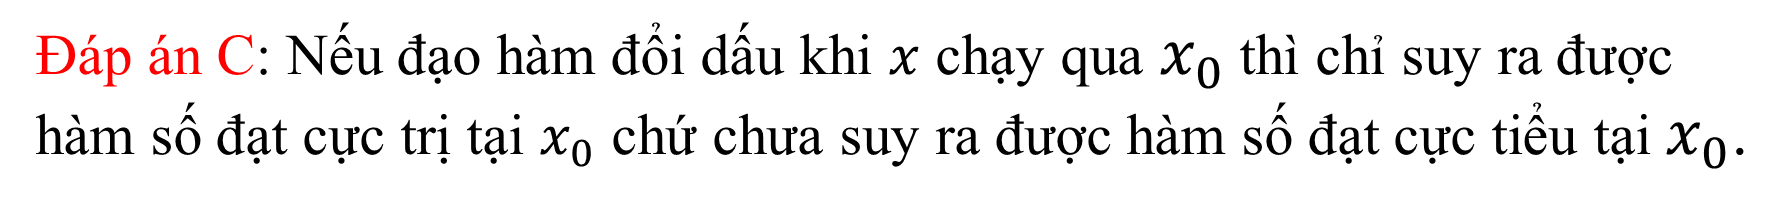 Đáp án C: Nếu đạo hàm đổi dấu khi x chạy qua x₀ thì chỉ suy ra được
hàm số đạt cực trị tại x₀ chứ chưa suy ra được hàm số đạt cực tiểu tại x₀.